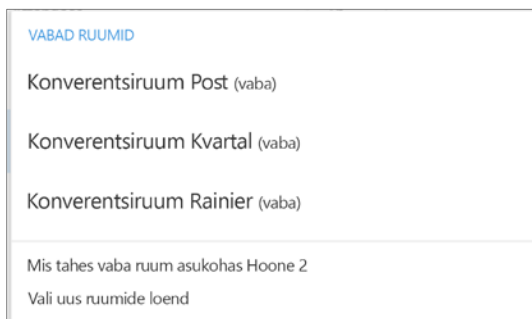 VABAD RUUMID
Konverentsiruum Post (vaba)
Konverentsiruum Kvartal (vaba)
Konverentsiruum Rainier (vaba)
Mis tahes vaba ruum asukohas Hoone 2
Vali uus ruumide loend